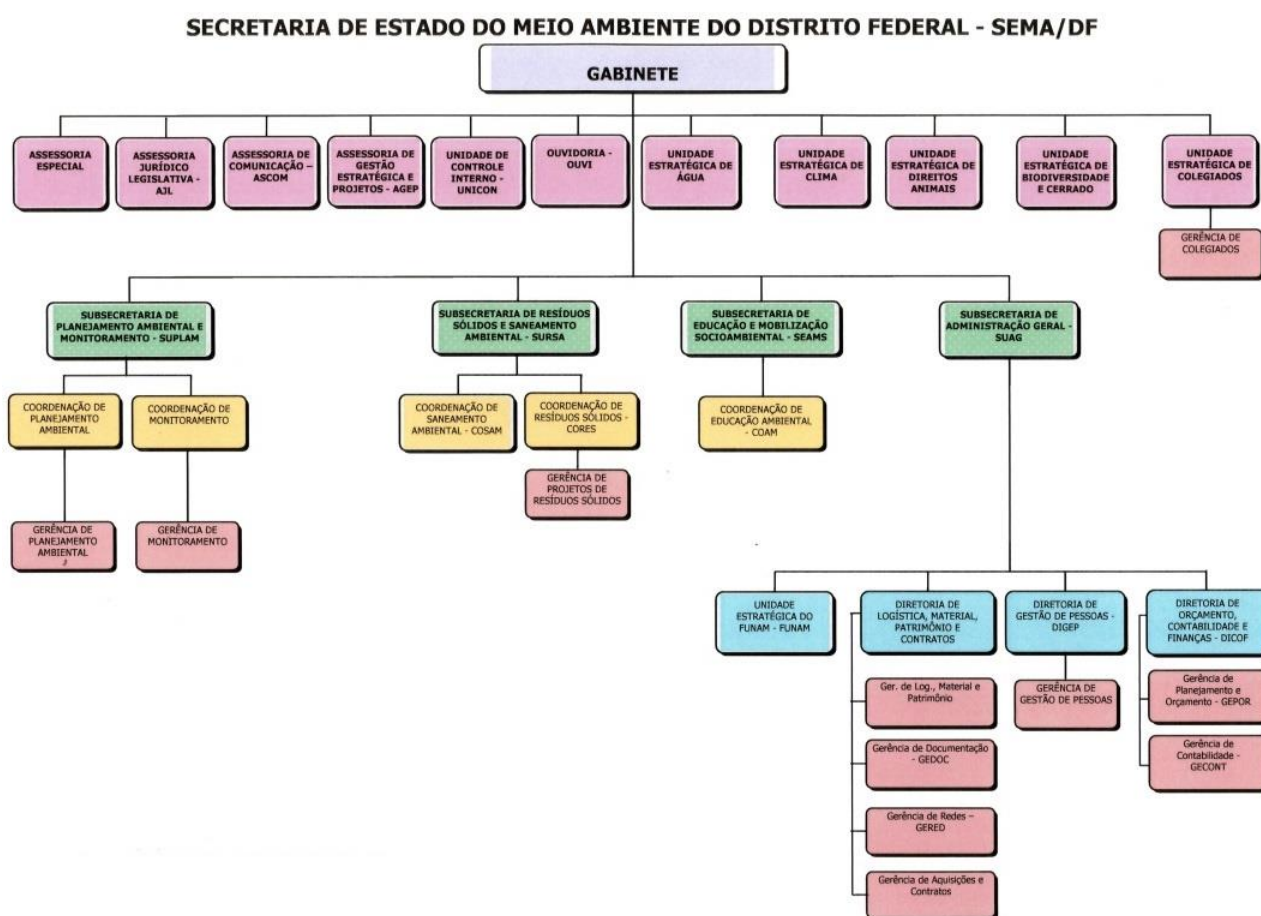 SECRETARIA DE ESTADO DO MEIO AMBIENTE DO DISTRITO FEDERAL - SEMA/DF
GABINETE
ASSESSORIA
ESPECIAL
ASSESSORIA
JURÍDICO
LEGISLATIVA -
AJL
ASSESSORIA DE
COMUNICAÇÃO –
ASCOM
ASSESSORIA DE
GESTÃO
ESTRATÉGICA E
PROJETOS - AGEP
UNIDADE DE
CONTROLE
INTERNO -
UNICON
OUVIDORIA -
OUVI
UNIDADE
ESTRATÉGICA DE
ÁGUA
UNIDADE
ESTRATÉGICA DE
CLIMA
UNIDADE
ESTRATÉGICA DE
DIREITOS
ANIMAIS
UNIDADE
ESTRATÉGICA DE
BIODIVERSIDADE
E CERRADO
UNIDADE
ESTRATÉGICA DE
COLEGIADOS
GERÊNCIA DE
COLEGIADOS
SUBSECRETARIA DE
PLANEJAMENTO AMBIENTAL E
MONITORAMENTO - SUPLAM
SUBSECRETARIA DE RESÍDUOS
SÓLIDOS E SANEAMENTO
AMBIENTAL - SURSA
SUBSECRETARIA DE
EDUCAÇÃO E MOBILIZAÇÃO
SOCIOAMBIENTAL - SEAMS
SUBSECRETARIA DE
ADMINISTRAÇÃO GERAL -
SUAG
COORDENAÇÃO DE
PLANEJAMENTO
AMBIENTAL
COORDENAÇÃO DE
MONITORAMENTO
COORDENAÇÃO DE
SANEAMENTO
AMBIENTAL - COSAM
COORDENAÇÃO DE
RESÍDUOS SÓLIDOS -
CORES
COORDENAÇÃO DE
EDUCAÇÃO AMBIENTAL
- COAM
GERÊNCIA DE
PROJETOS DE
RESÍDUOS SÓLIDOS
GERÊNCIA DE
PLANEJAMENTO
AMBIENTAL
GERÊNCIA DE
MONITORAMENTO
UNIDADE
ESTRATÉGICA DO
FUNAM - FUNAM
DIRETORIA DE
LOGÍSTICA, MATERIAL,
PATRIMÔNIO E
CONTRATOS
DIRETORIA DE
GESTÃO DE PESSOAS -
DIGEP
DIRETORIA DE
ORÇAMENTO,
CONTABILIDADE E
FINANÇAS - DICOF
Ger. de Log., Material e
Patrimônio
GERÊNCIA DE
GESTÃO DE PESSOAS
Gerência de
Planejamento e
Orçamento - GEPOR
Gerência de Documentação
- GEDOC
Gerência de
Contabilidade -
GECONT
Gerência de Redes –
GERED
Gerência de Aquisições e
Contratos